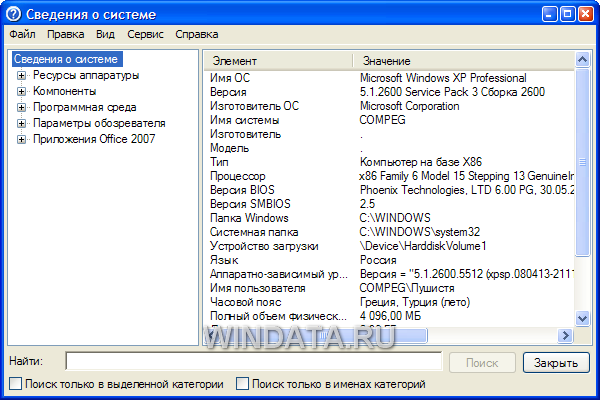 Сведения о системе
Файл Правка Вид Сервис Справка
Сведения о системе
Ресурсы аппаратуры
Компоненты
Программная среда
Параметры обозревателя
Приложения Office 2007
Элемент Значение
Имя ОС Microsoft Windows XP Professional
Версия 5.1.2600 Service Pack 3 Сборка 2600
Изготовитель ОС Microsoft Corporation
Имя системы COMPEG
Изготовитель .
Модель .
Тип Компьютер на базе X86
Процессор x86 Family 6 Model 15 Stepping 13 GenuineIn
Версия BIOS Phoenix Technologies, LTD 6.00 PG, 30.05.2
Версия SMBIOS 2.5
Папка Windows C:\WINDOWS
Системная папка C:\WINDOWS\system32
Устройство загрузки \Device\HarddiskVolume1
Язык Россия
Аппаратно-зависимый ур... Версия = "5.1.2600.5512 (xpsp.080413-2111
Имя пользователя COMPEG\Пушистя
Часовой пояс Греция, Турция (лето)
Полный объем физическ... 4 096,00 МБ
WINDATA.RU
Найти: Поиск Закрыть
Поиск только в выделенной категории Поиск только в именах категорий